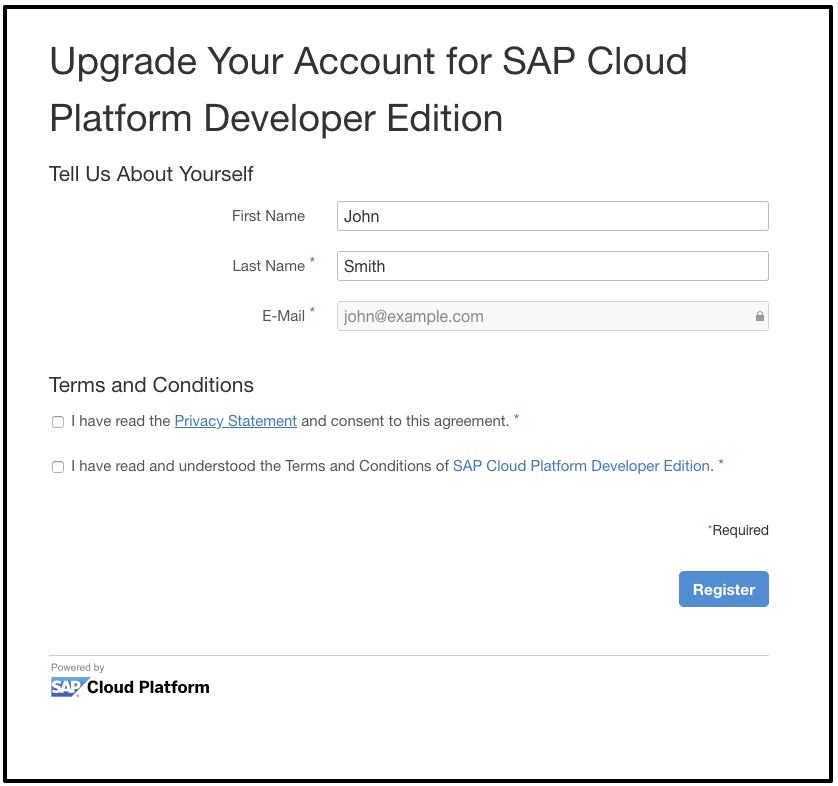 Upgrade Your Account for SAP Cloud
Platform Developer Edition
Tell Us About Yourself
First Name John
Last Name * Smith
E-Mail * john@example.com
Terms and Conditions
I have read the Privacy Statement and consent to this agreement. *
I have read and understood the Terms and Conditions of SAP Cloud Platform Developer Edition. *
*Required
Register
Powered by
SAP Cloud Platform